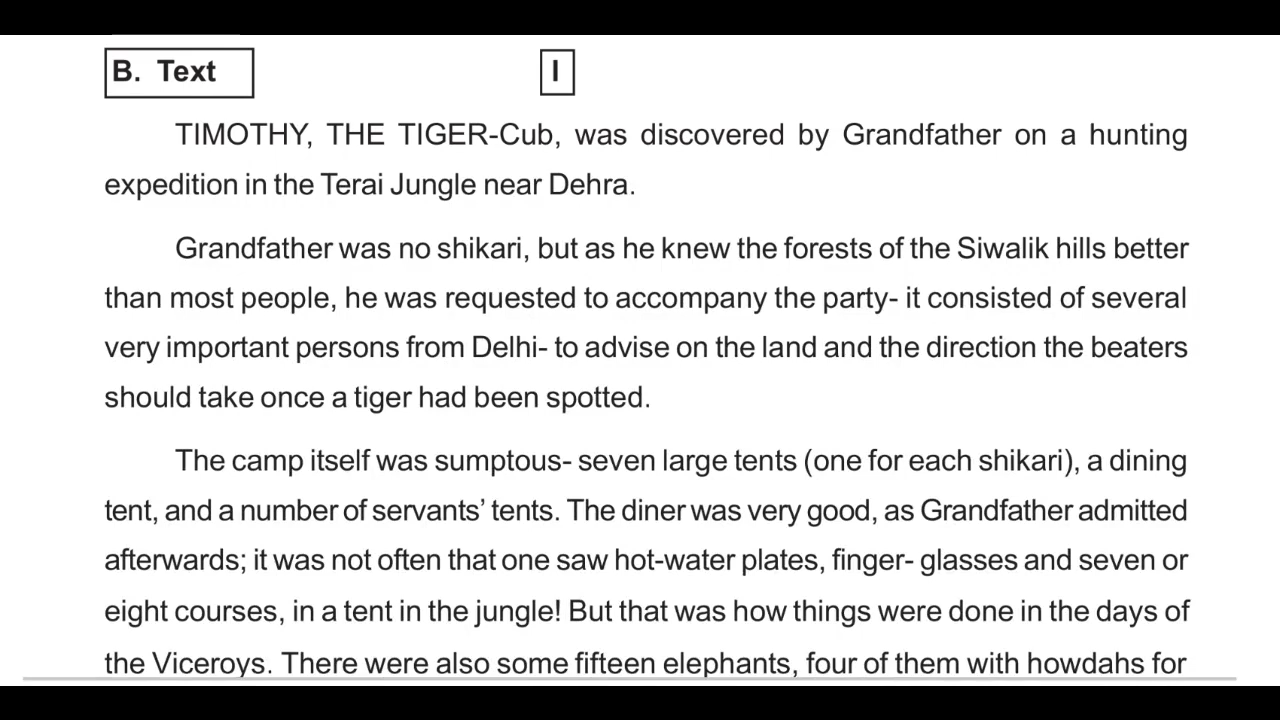 B. Text
I
TIMOTHY, THE TIGER-Cub, was discovered by Grandfather on a hunting
expedition in the Terai Jungle near Dehra.
Grandfather was no shikari, but as he knew the forests of the Siwalik hills better
than most people, he was requested to accompany the party- it consisted of several
very important persons from Delhi- to advise on the land and the direction the beaters
should take once a tiger had been spotted.
The camp itself was sumptous- seven large tents (one for each shikari), a dining
tent, and a number of servants’ tents. The diner was very good, as Grandfather admitted
afterwards; it was not often that one saw hot-water plates, finger- glasses and seven or
eight courses, in a tent in the jungle! But that was how things were done in the days of
the Viceroys. There were also some fifteen elephants, four of them with howdahs for